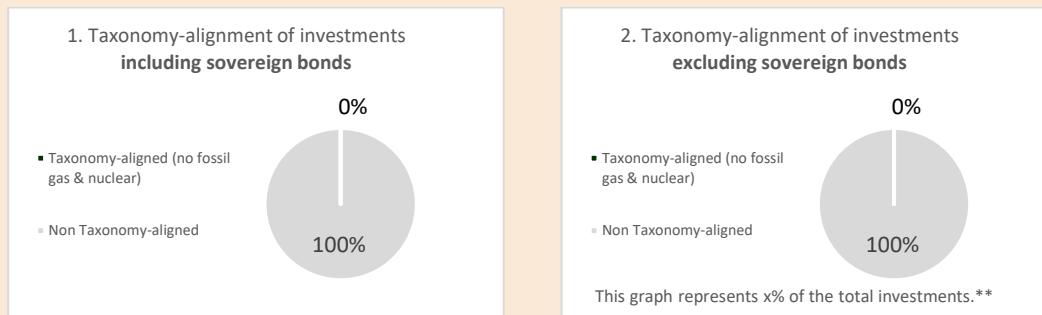 1. Taxonomy-alignment of investments
including sovereign bonds
0%
Taxonomy-aligned (no fossil
gas & nuclear)
Non Taxonomy-aligned
100%
2. Taxonomy-alignment of investments
excluding sovereign bonds
0%
Taxonomy-aligned (no fossil
gas & nuclear)
Non Taxonomy-aligned
100%
This graph represents x% of the total investments.**